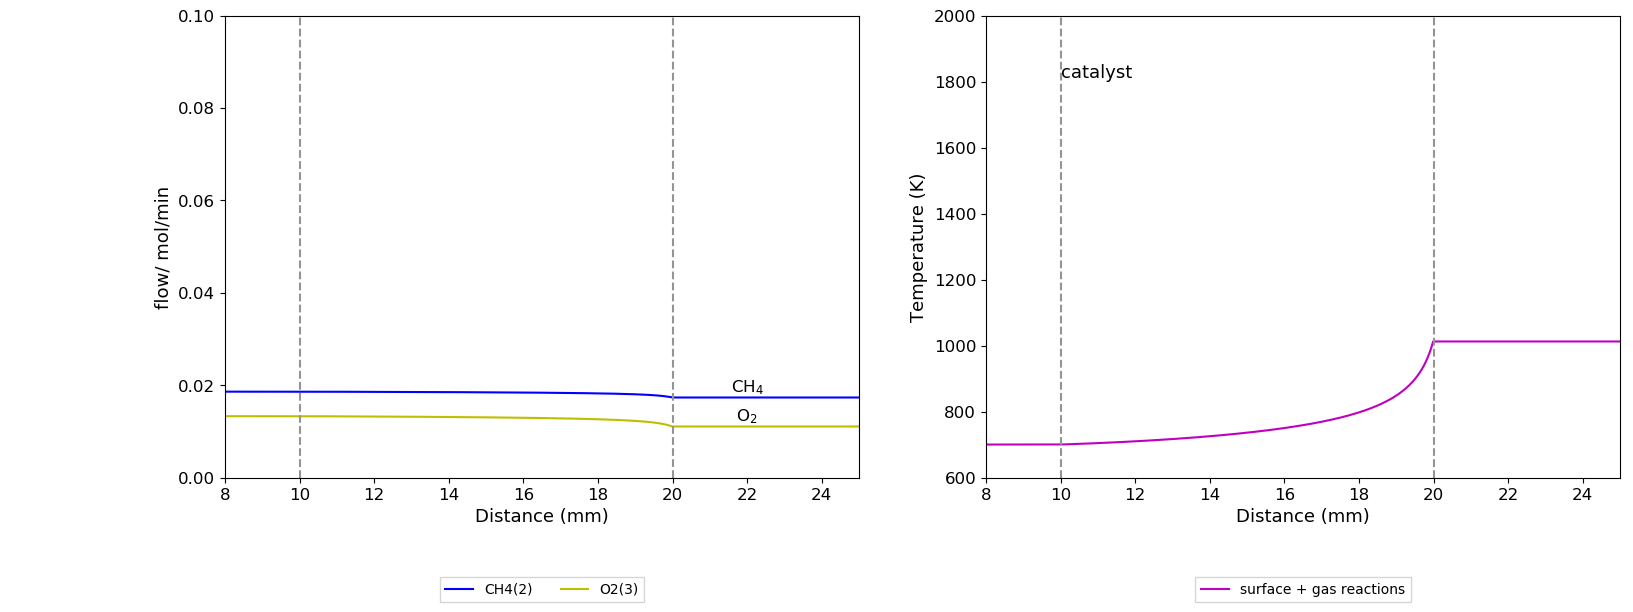 0.10
0.08
0.06
0.04
0.02
0.00
flow/ mol/min
CH₄
O₂
8 10 12 14 16 18 20 22 24
Distance (mm)
CH4(2) O2(3)
2000
1800
1600
1400
1200
1000
800
600
Temperature (K)
catalyst
8 10 12 14 16 18 20 22 24
Distance (mm)
surface + gas reactions